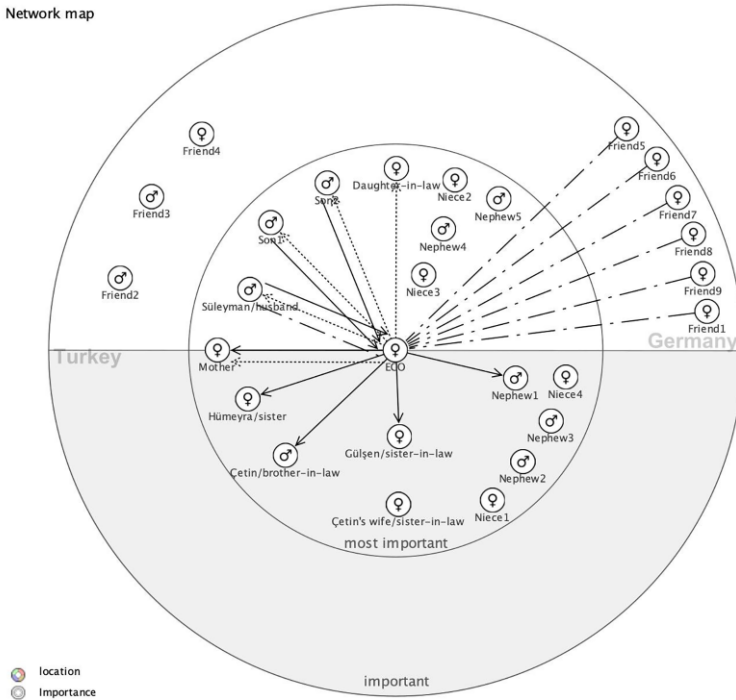 Network map
Friend4
Friend5
Friend6
Friend3
Son2
Daughter-in-law
Niece2
Nephew5
Friend7
Son1
Nephew4
Friend8
Friend2
Süleyman/husband
Niece3
Friend9
Friend1
Turkey
Germany
Mother
EGO
Nephew1
Niece4
Hümeyra/sister
Nephew3
Çetin/brother-in-law
Gülşen/sister-in-law
Nephew2
Çetin's wife/sister-in-law
Niece1
most important
important
location
Importance